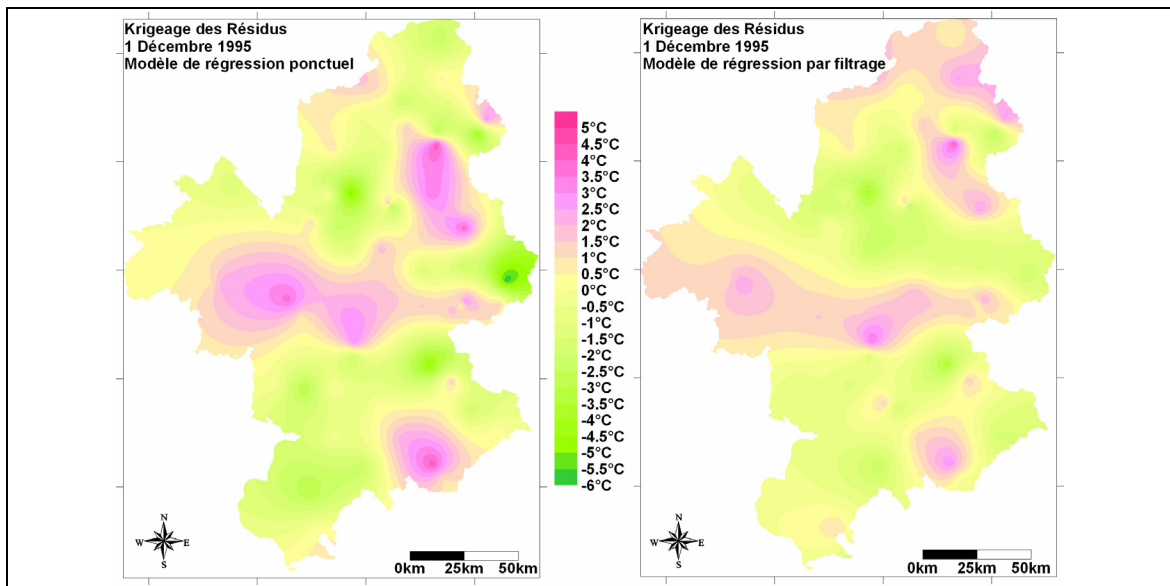 Krigeage des Résidus
1 Décembre 1995
Modèle de régression ponctuel
Krigeage des Résidus
1 Décembre 1995
Modèle de régression par filtrage
5°C
4.5°C
4°C
3.5°C
3°C
2.5°C
2°C
1.5°C
1°C
0.5°C
0°C
-0.5°C
-1°C
-1.5°C
-2°C
-3°C
-3.5°C
-4°C
-4.5°C
-5°C
-5.5°C
-6°C
N
W E
S
0km 25km 50km
N
W E
S
0km 25km 50km